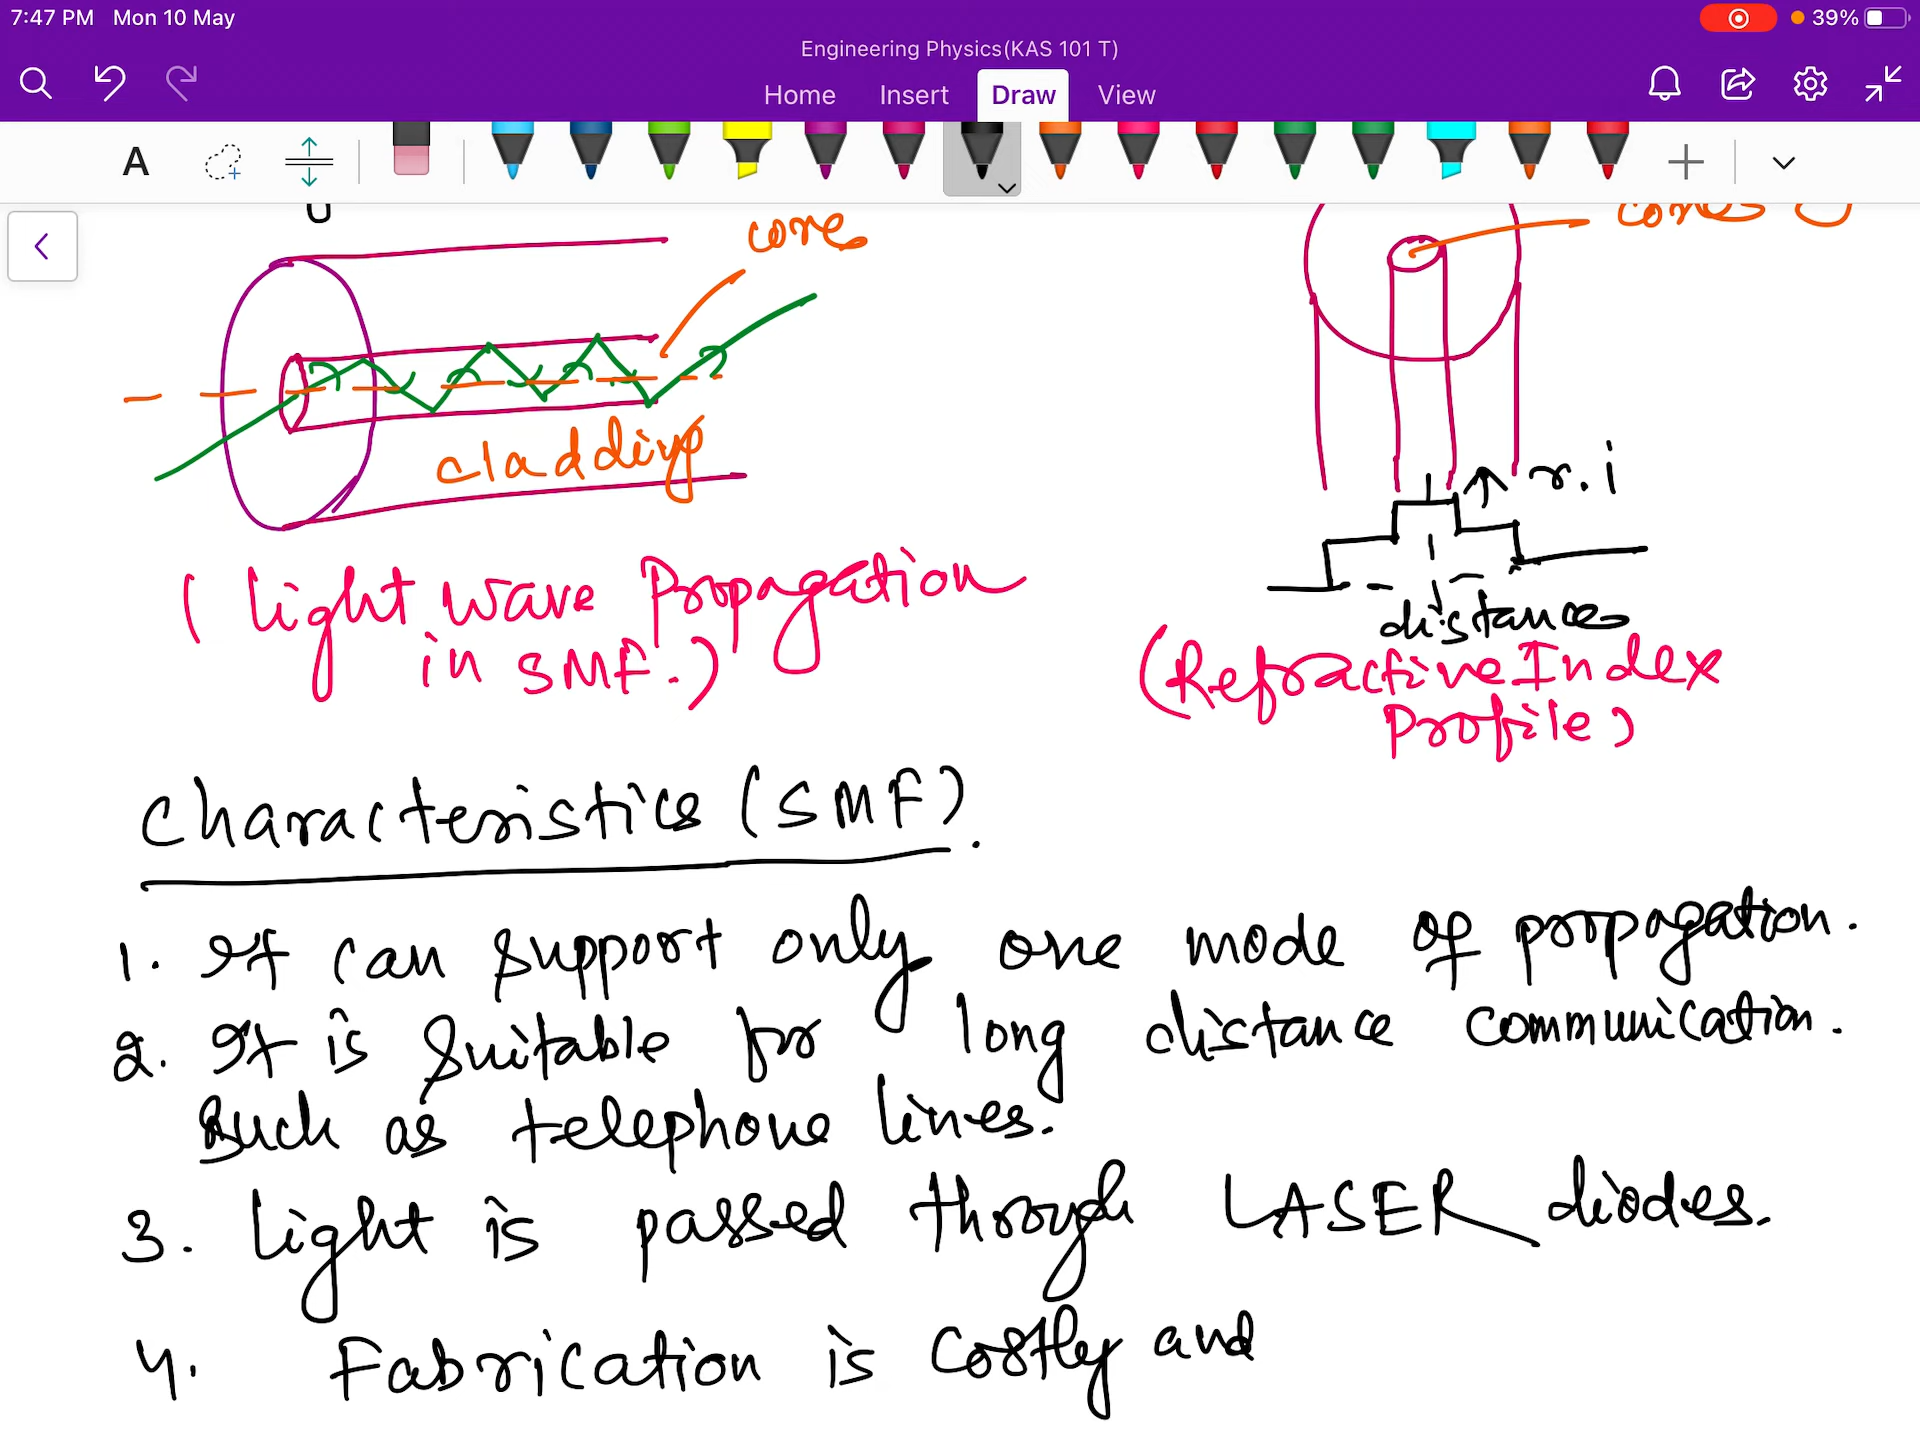 7:47 PM Mon 10 May 39%
Engineering Physics(KAS 101 T)
Home Insert Draw View
A
core
cladding
r.i
distance
(Light wave Propagation
in SMF.)
(Refractive Index
Profile)
Characteristics (SMF).
1. It can support only one mode of propagation.
2. It is suitable for long distance communication.
Such as telephone lines.
3. Light is passed through LASER diodes.
4. Fabrication is Costly and